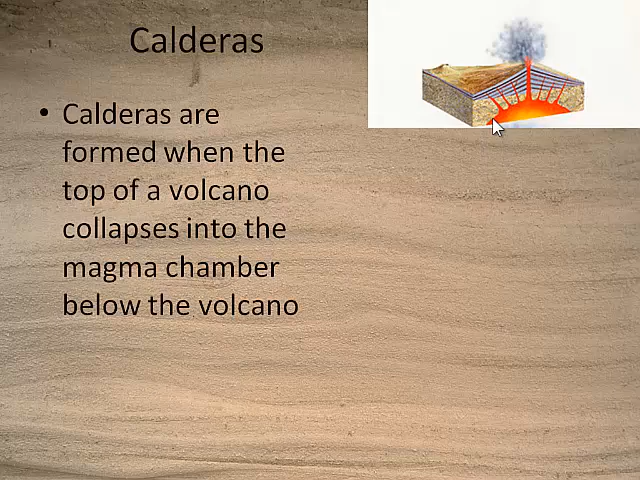 Calderas
• Calderas are
formed when the
top of a volcano
collapses into the
magma chamber
below the volcano